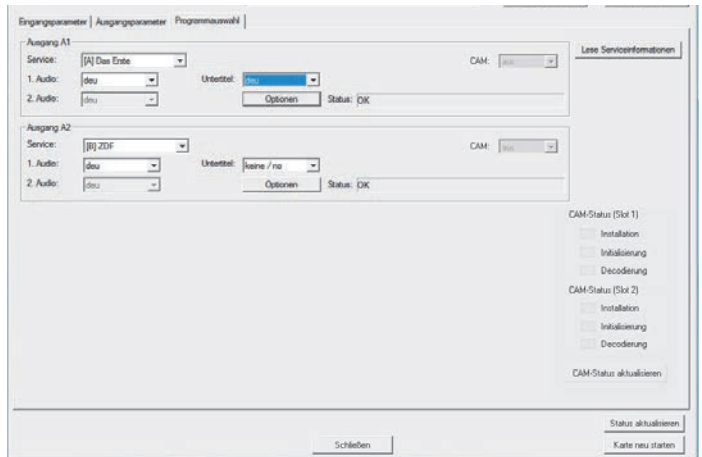 Eingangsparameter | Ausgangsparameter Programmauswahl
Ausgang A1
Service: [A] Das Erste CAM: aus
Lese Serviceinformationen
1. Audio: deu Untertitel: deu
2. Audio: deu Optionen Status: OK
Ausgang A2
Service: [B] ZDF CAM: aus
1. Audio: deu Untertitel: keine / no
2. Audio: deu Optionen Status: OK
CAM-Status (Slot 1)
Installation
Initialisierung
Decodierung
CAM-Status (Slot 2)
Installation
Initialisierung
Decodierung
CAM-Status aktualisieren
Status aktualisieren
Schließen Karte neu starten